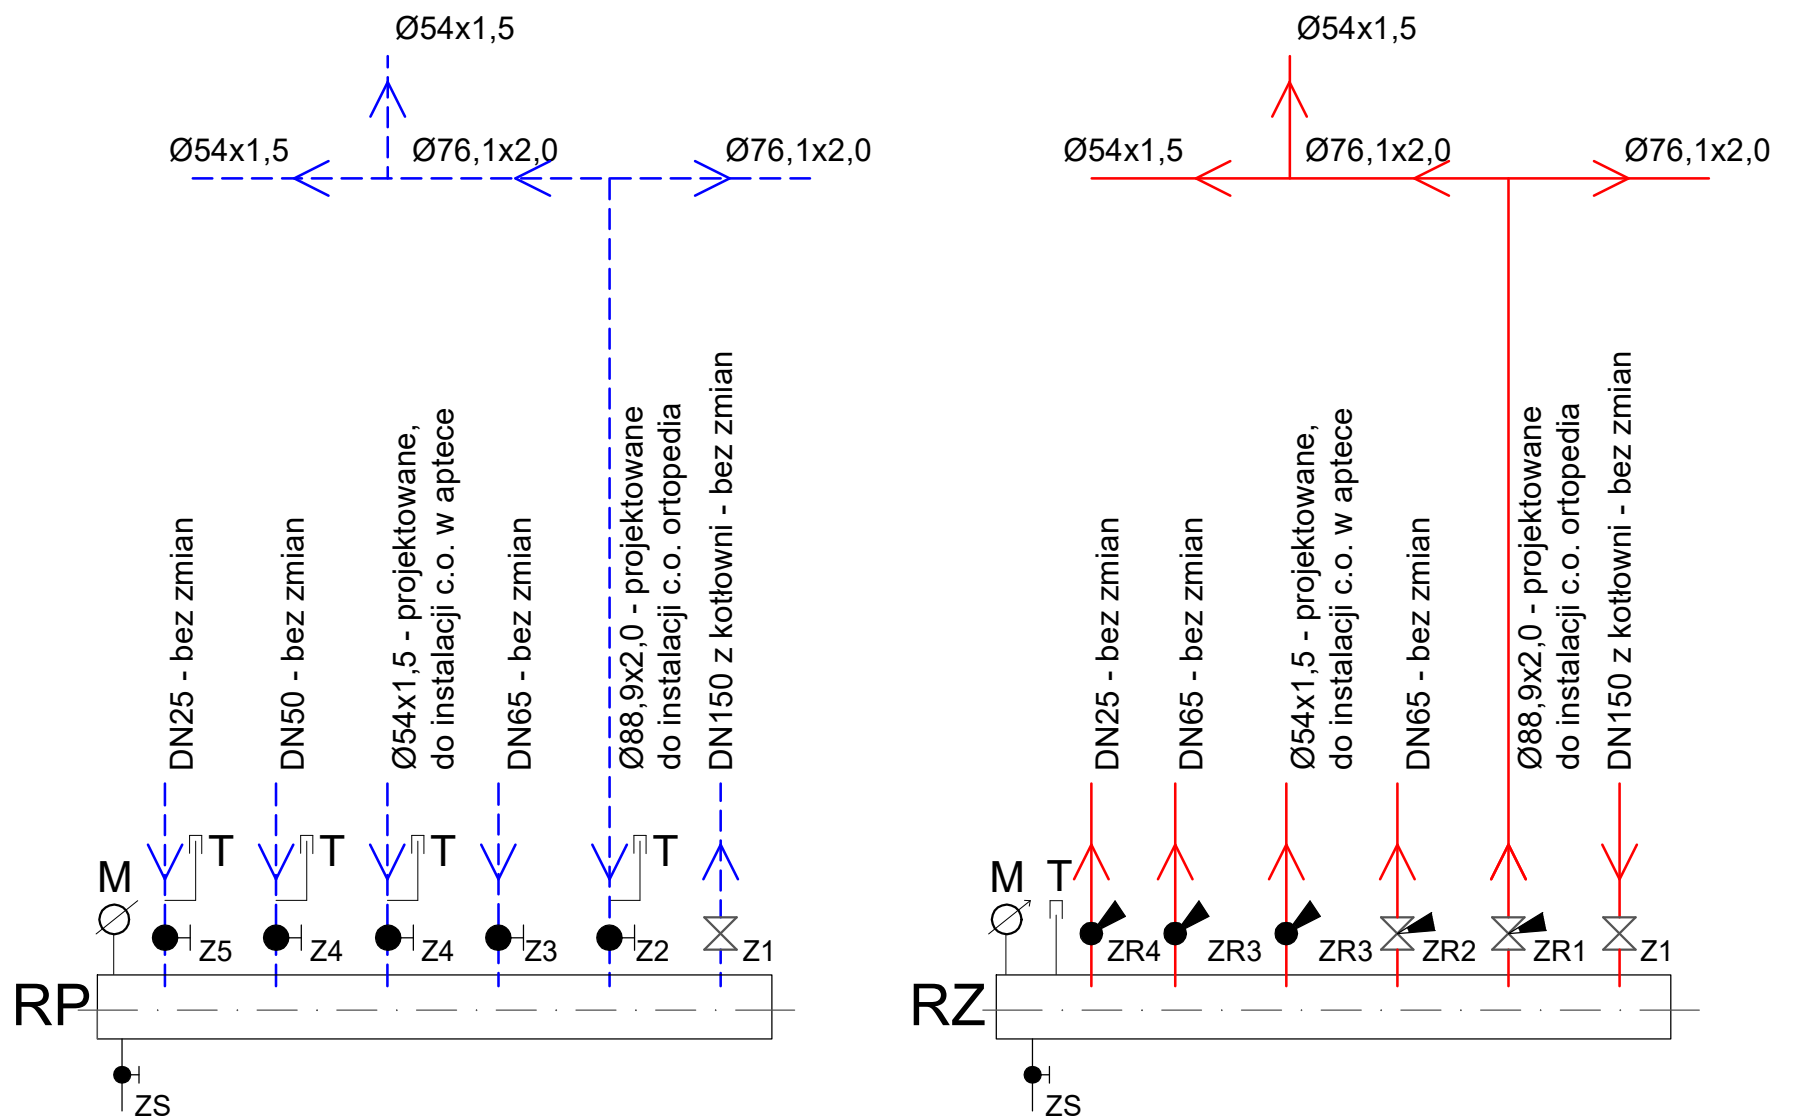 Ø54x1,5
Ø54x1,5
Ø76,1x2,0
Ø76,1x2,0
DN25 - bez zmian
DN50 - bez zmian
Ø54x1,5 - projektowane,
do instalacji c.o. w aptece
DN65 - bez zmian
Ø88,9x2,0 - projektowane
do instalacji c.o. ortopedia
DN150 z kotłowni - bez zmian
M
T
T
T
T
Z5
Z4
Z4
Z3
Z2
Z1
RP
ZS
Ø54x1,5
Ø54x1,5
Ø76,1x2,0
Ø76,1x2,0
DN25 - bez zmian
DN65 - bez zmian
Ø54x1,5 - projektowane,
do instalacji c.o. w aptece
DN65 - bez zmian
Ø88,9x2,0 - projektowane
do instalacji c.o. ortopedia
DN150 z kotłowni - bez zmian
M
T
ZR4
ZR3
ZR3
ZR2
ZR1
Z1
RZ
ZS